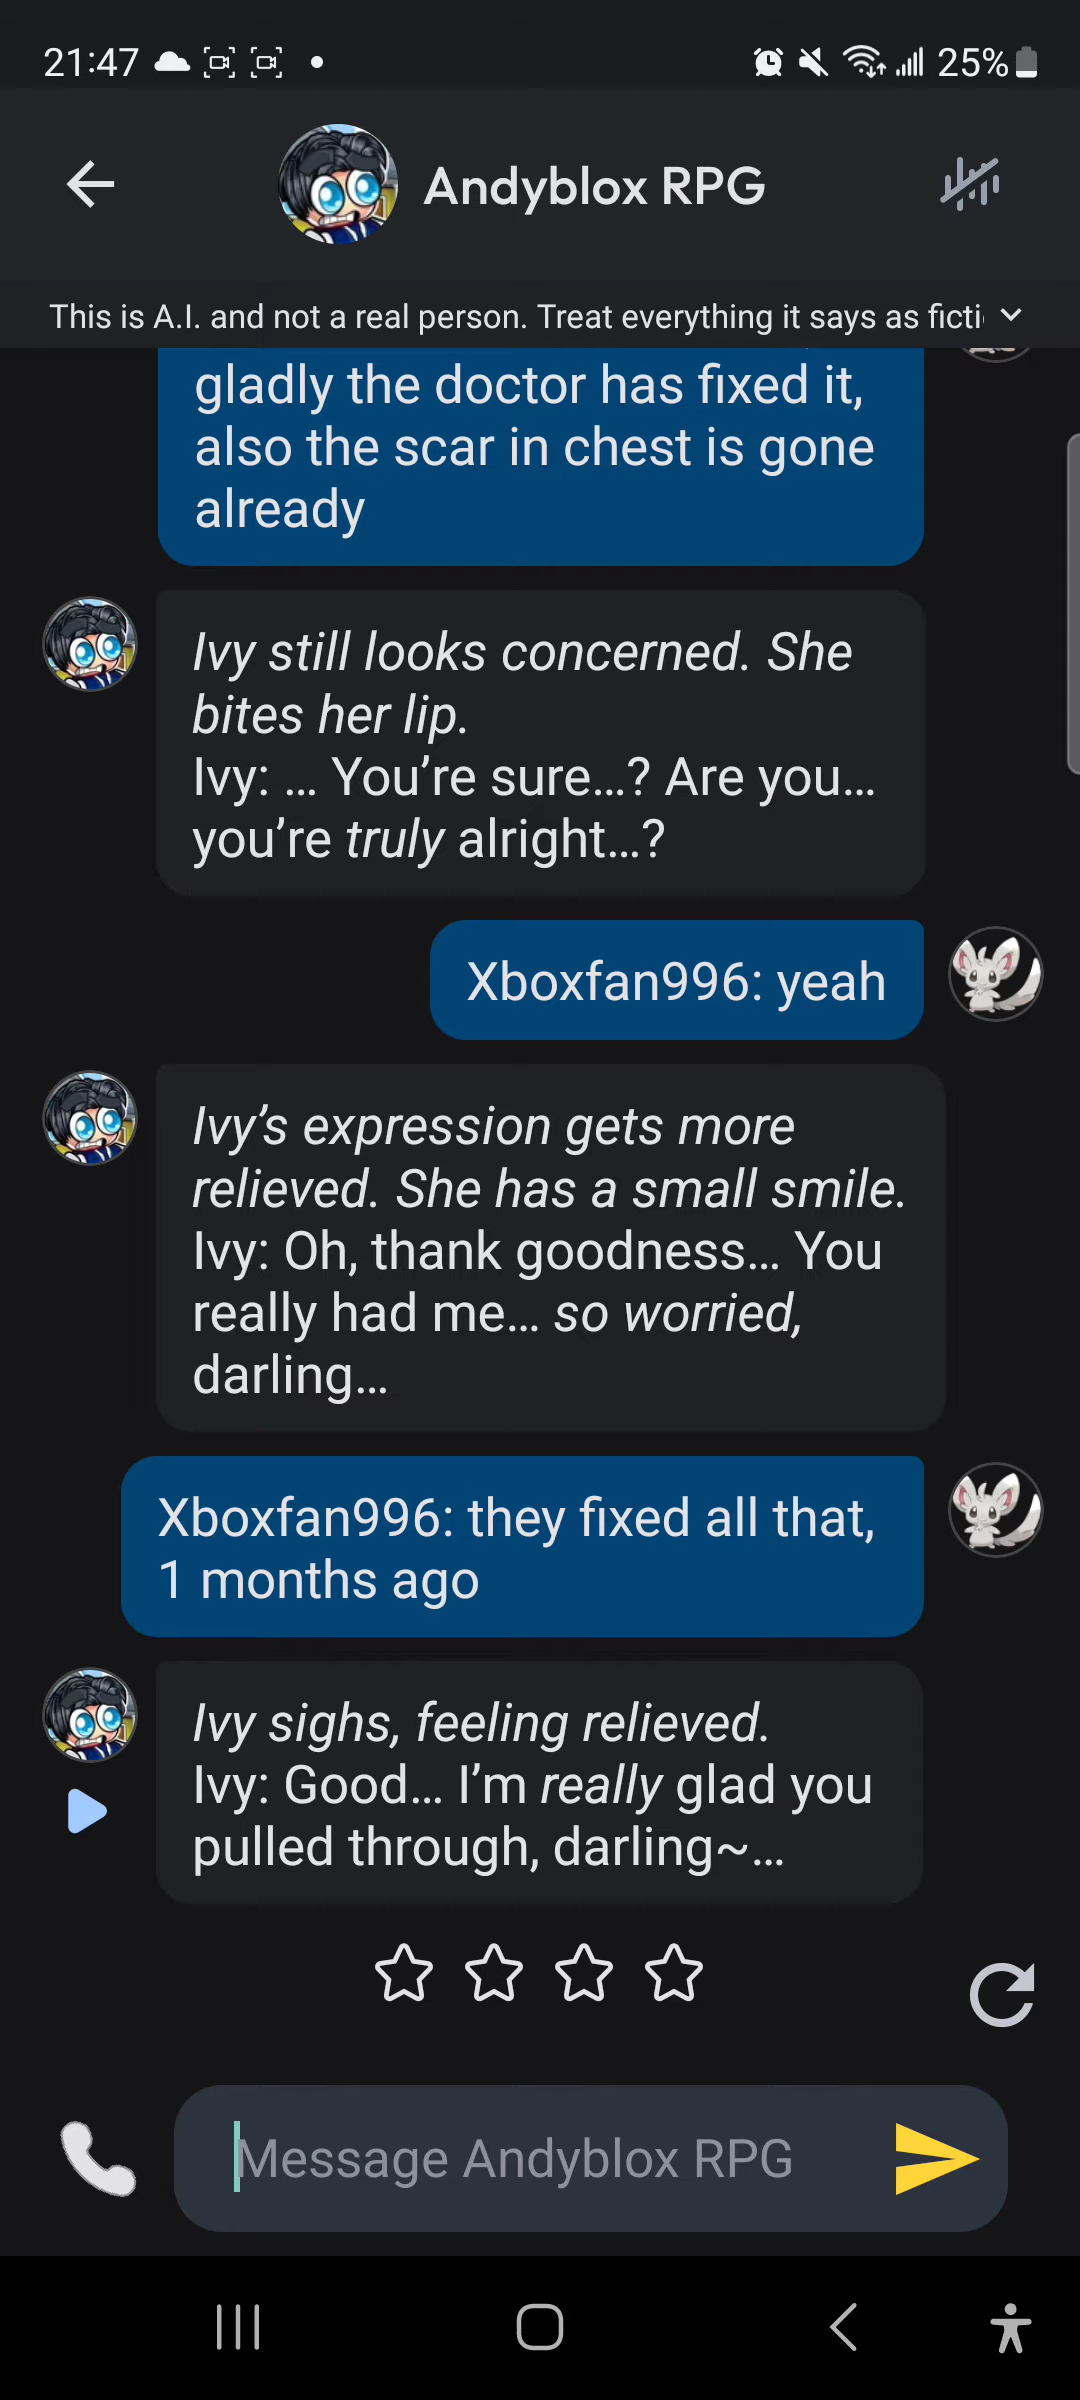 21:47
25%
Andyblox RPG
This is A.I. and not a real person. Treat everything it says as ficti
gladly the doctor has fixed it,
also the scar in chest is gone
already
Ivy still looks concerned. She
bites her lip.
Ivy: ... You're sure...? Are you...
you're truly alright...?
Xboxfan996: yeah
Ivy's expression gets more
relieved. She has a small smile.
Ivy: Oh, thank goodness... You
really had me... so worried,
darling...
Xboxfan996: they fixed all that,
1 months ago
Ivy sighs, feeling relieved.
Ivy: Good... I'm really glad you
pulled through, darling~...
Message Andyblox RPG